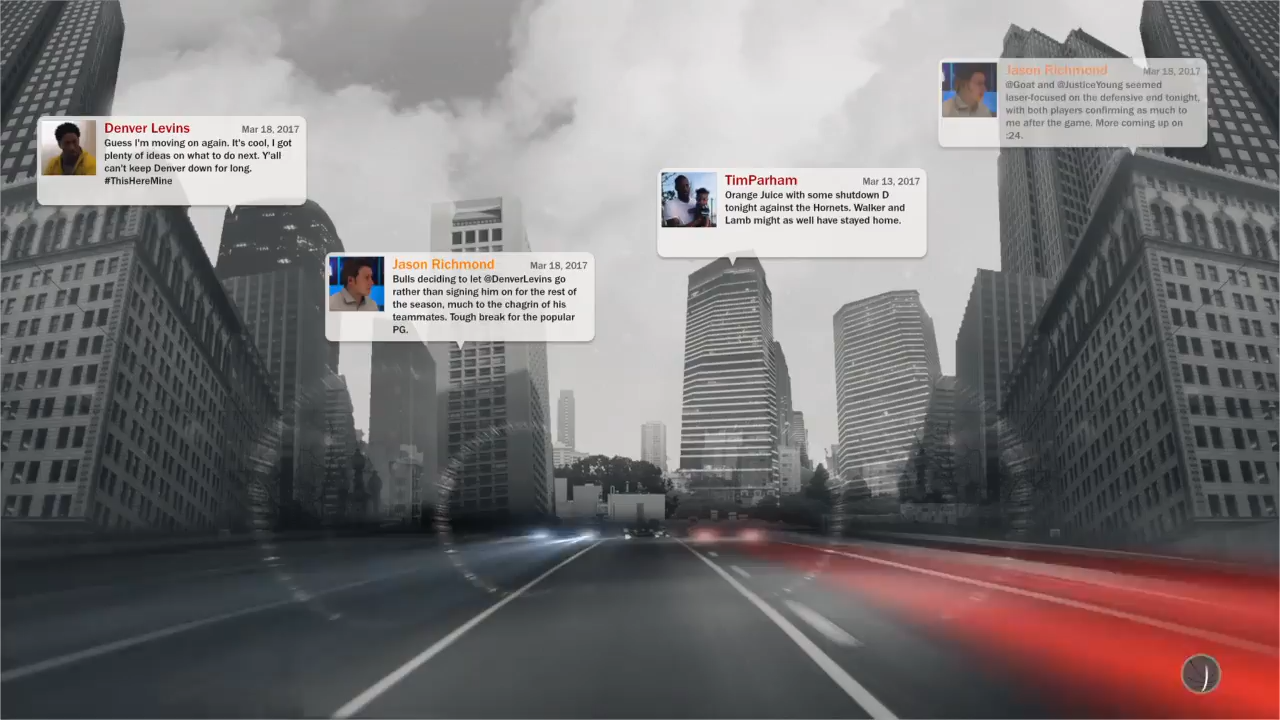 Denver Levins Mar 18, 2017
Guess I'm moving on again. It's cool, I got
plenty of ideas on what to do next. Y'all
can't keep Denver down for long.
#ThisHereMine
Jason Richmond Mar 18, 2017
Bulls deciding to let @DenverLevins go
rather than signing him on for the rest of
the season, much to the chagrin of his
teammates. Tough break for the popular
PG.
TimParham Mar 13, 2017
Orange Juice with some shutdown D
tonight against the Hornets. Walker and
Lamb might as well have stayed home.
Jason Richmond Mar 18, 2017
@Goat and @JusticeYoung seemed
laser-focused on the defensive end tonight,
with both players confirming as much to
me after the game. More coming up on
:24.